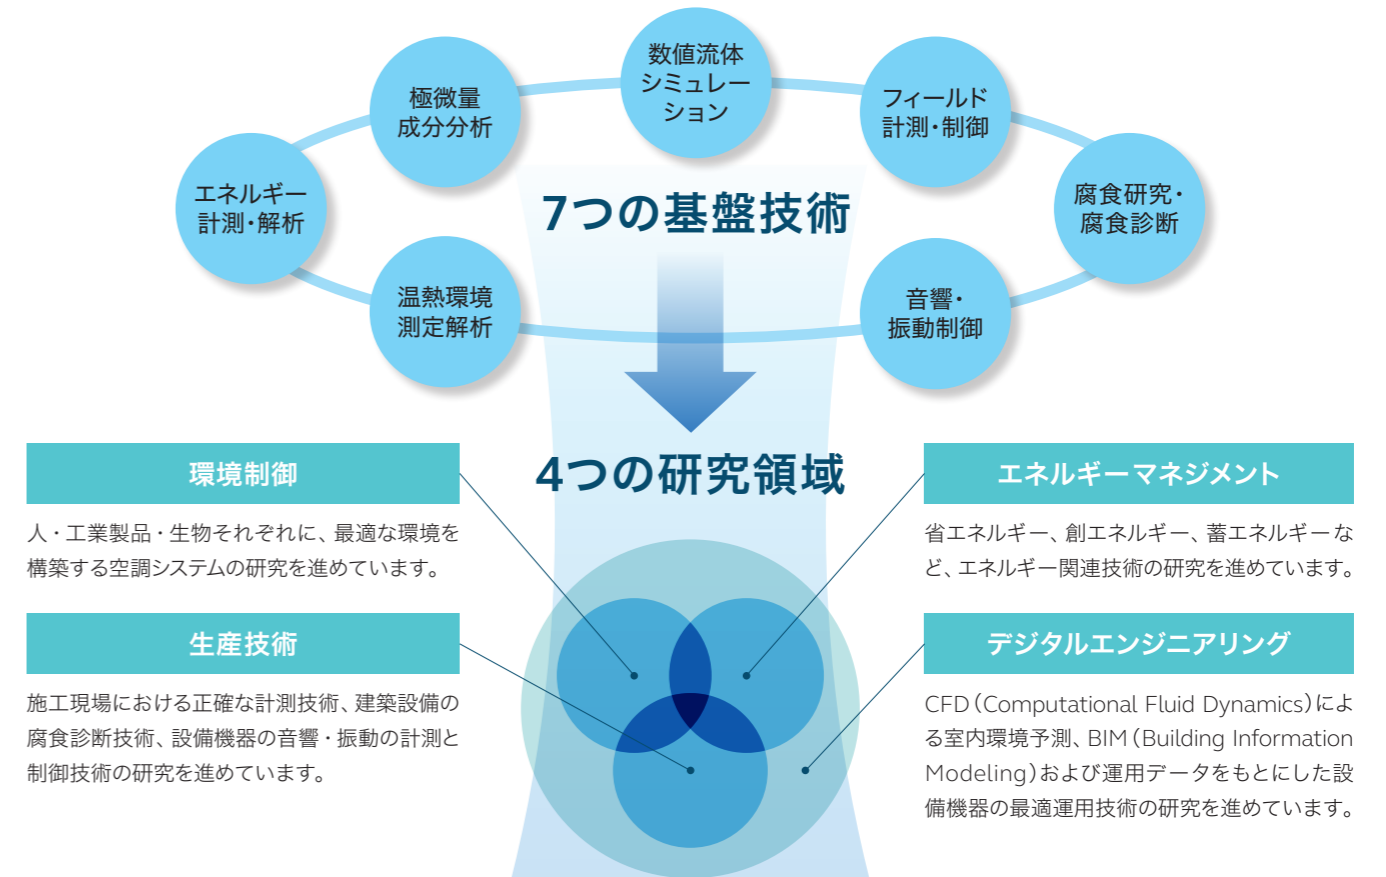 数値流体
シミュレー
ション
極微量
成分分析
フィールド
計測・制御
エネルギー
計測・解析
腐食研究・
腐食診断
7つの基盤技術
温熱環境
測定解析
音響・
振動制御
4つの研究領域
環境制御
人・工業製品・生物それぞれに、最適な環境を
構築する空調システムの研究を進めています。
生産技術
施工現場における正確な計測技術、建築設備の
腐食診断技術、設備機器の音響・振動の計測と
制御技術の研究を進めています。
エネルギーマネジメント
省エネルギー、創エネルギー、蓄エネルギーな
ど、エネルギー関連技術の研究を進めています。
デジタルエンジニアリング
CFD（Computational Fluid Dynamics）によ
る室内環境予測、BIM（Building Information
Modeling）および運用データをもとにした設
備機器の最適運用技術の研究を進めています。